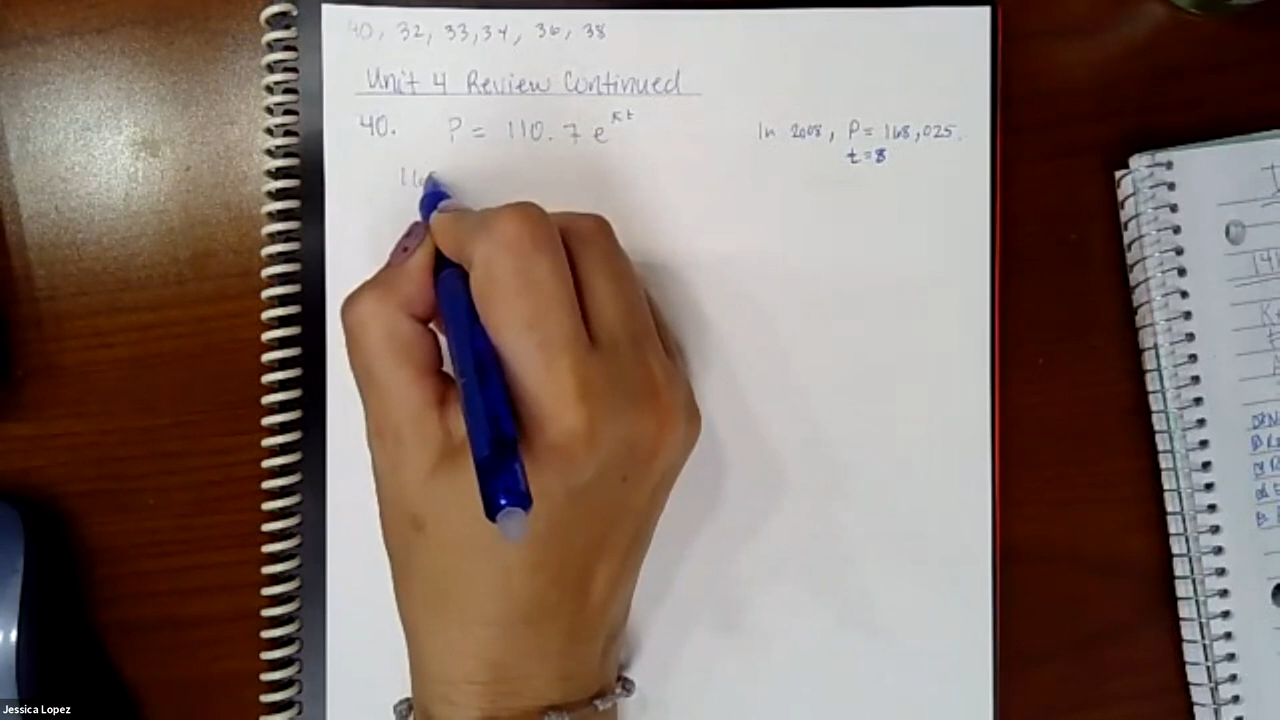 40, 32, 33, 34, 36, 38
Unit 4 Review Continued
40. P = 110.7 e^kt
In 2008, P = 168,025.
t = 8
Jessica Lopez